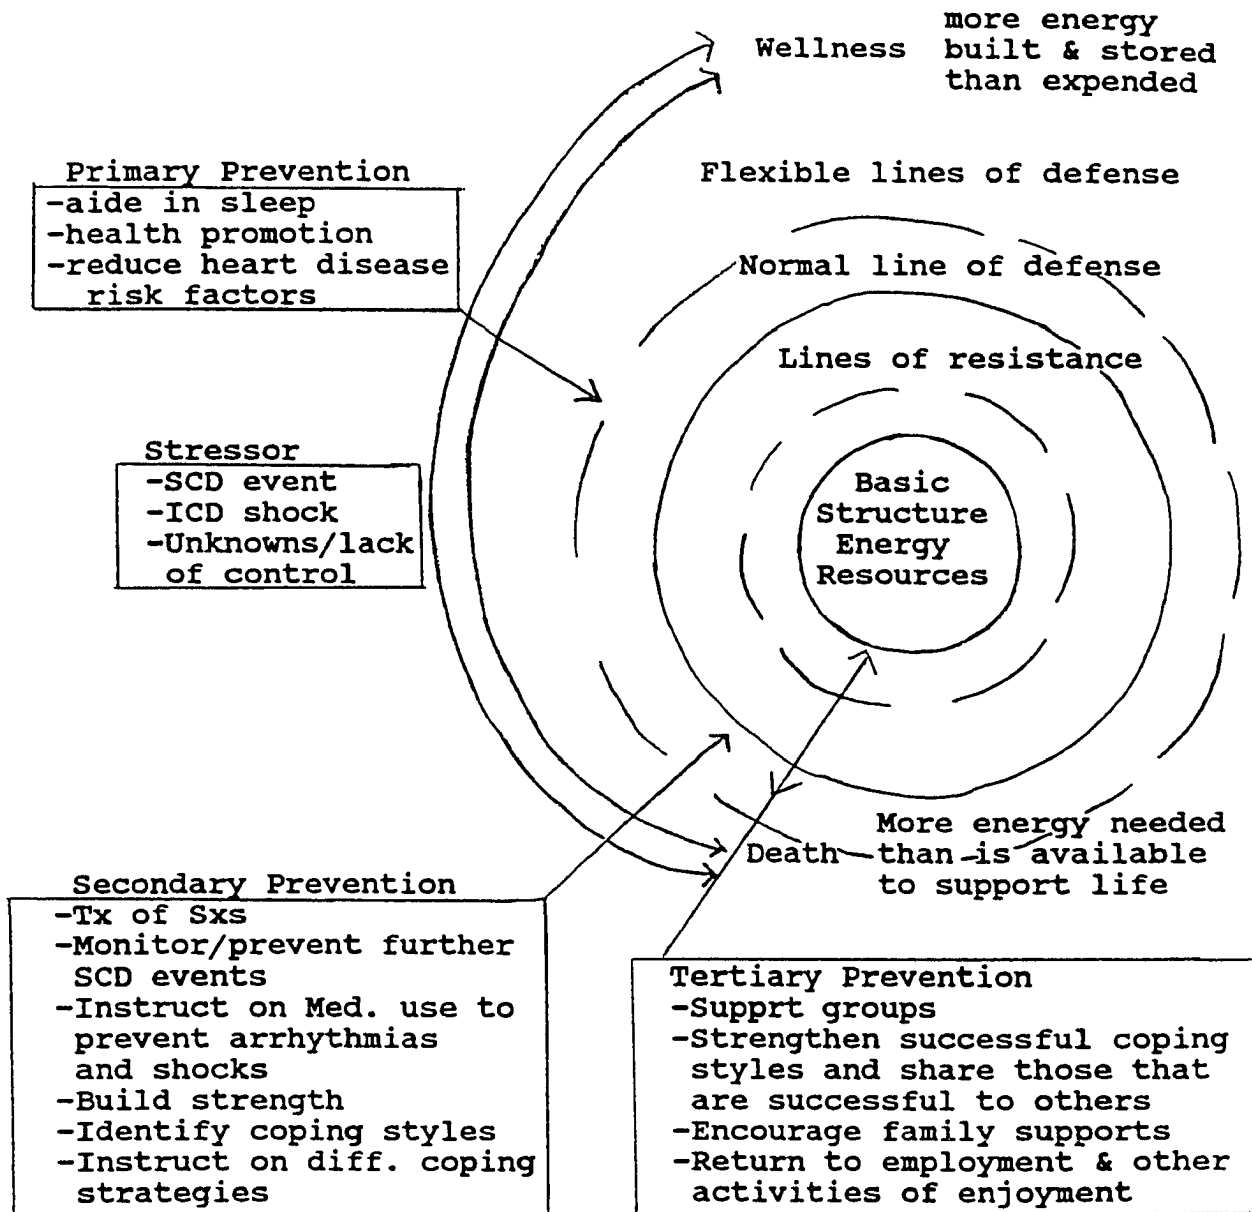 Wellness
more energy
built & stored
than expended
Primary Prevention
-aide in sleep
-health promotion
-reduce heart disease
risk factors
Flexible lines of defense
Normal line of defense
Lines of resistance
Stressor
-SCD event
-ICD shock
-Unknowns/lack
of control
Basic
Structure
Energy
Resources
Death
More energy needed
than is available
to support life
Secondary Prevention
-Tx of Sxs
-Monitor/prevent further
SCD events
-Instruct on Med. use to
prevent arrhythmias
and shocks
-Build strength
-Identify coping styles
-Instruct on diff. coping
strategies
Tertiary Prevention
-Supprt groups
-Strengthen successful coping
styles and share those that
are successful to others
-Encourage family supports
-Return to employment & other
activities of enjoyment